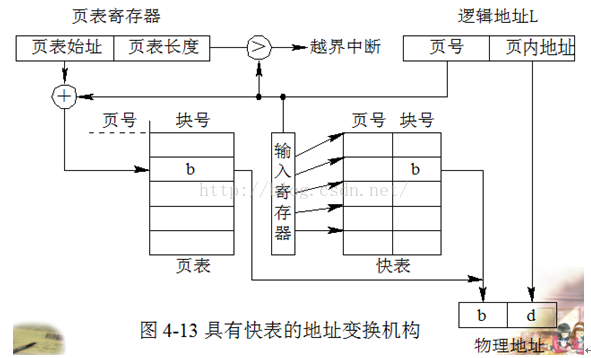 页表寄存器
逻辑地址L
页表始址 页表长度
>
越界中断
页号 页内地址
+
页号 块号
页号 块号
输入寄存器
b
b
http://blog.csdn.net/
页表
快表
b d
图 4-13 具有快表的地址变换机构
物理地址